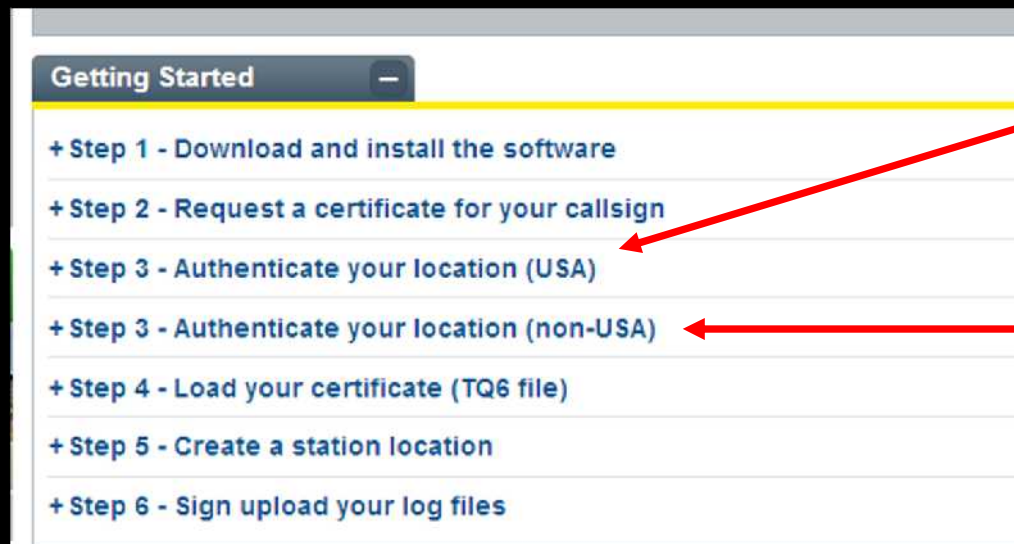 Getting Started
+ Step 1 - Download and install the software
+ Step 2 - Request a certificate for your callsign
+ Step 3 - Authenticate your location (USA)
+ Step 3 - Authenticate your location (non-USA)
+ Step 4 - Load your certificate (TQ6 file)
+ Step 5 - Create a station location
+ Step 6 - Sign upload your log files